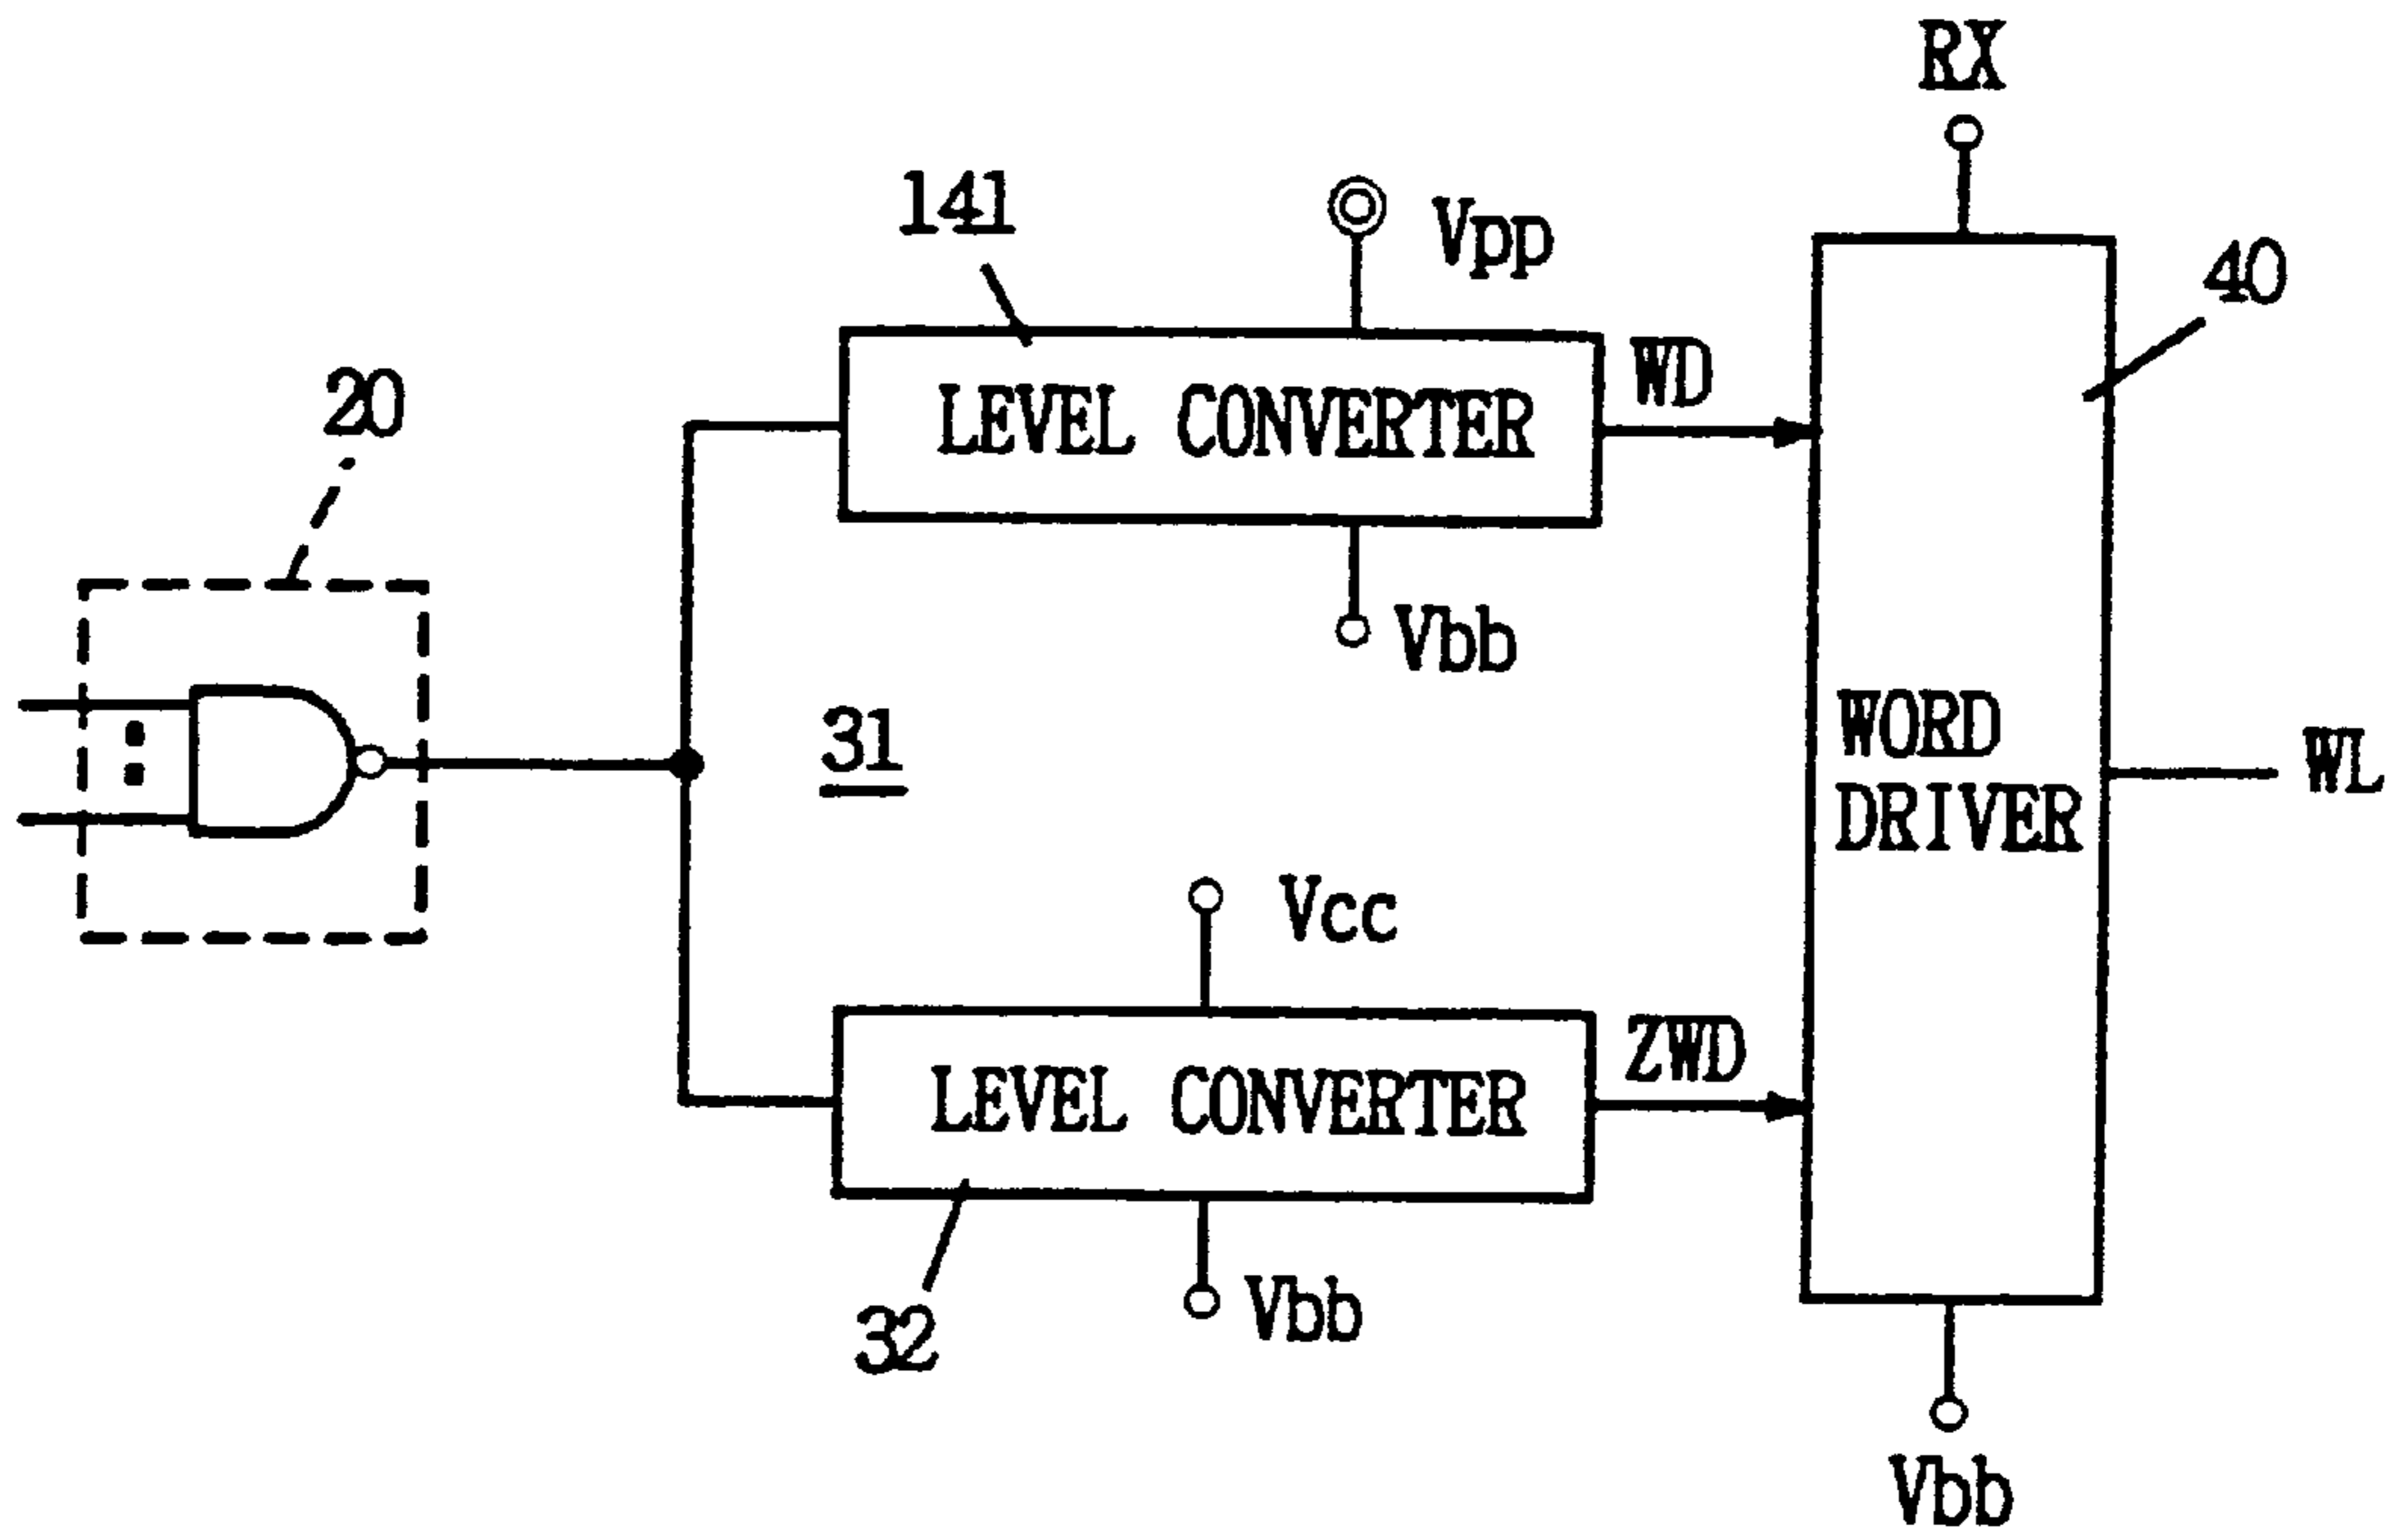 RX
141
Vpp
40
LEVEL CONVERTER
WD
20
Vbb
31
WORD
DRIVER
WL
Vcc
LEVEL CONVERTER
ZWD
32
Vbb
Vbb